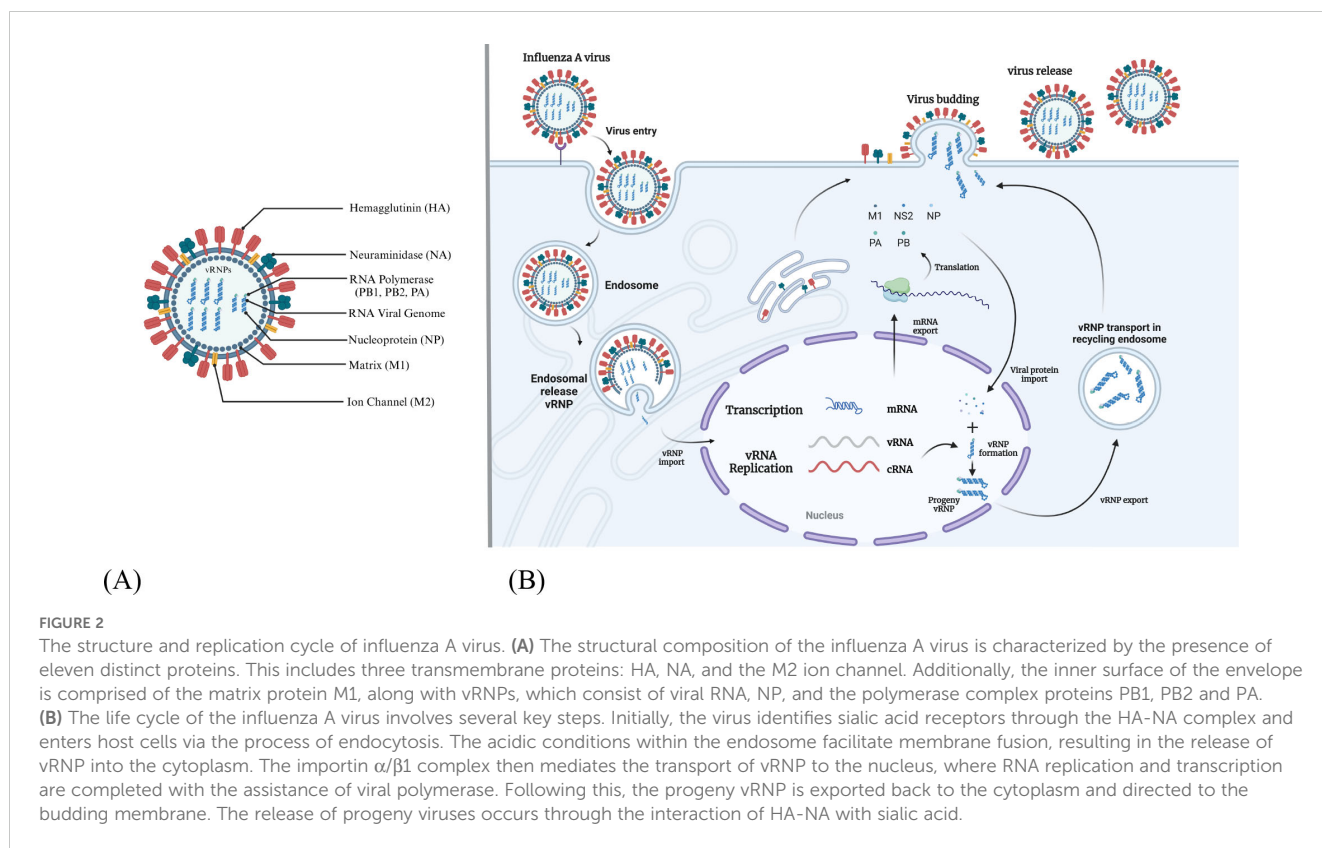 Hemagglutinin (HA)
Neuraminidase (NA)
RNA Polymerase
(PB1, PB2, PA)
RNA Viral Genome
Nucleoprotein (NP)
Matrix (M1)
Ion Channel (M2)
vRNPs
(A)
Influenza A virus
Virus entry
Endosome
Endosomal
release
vRNP
vRNP
import
Virus budding
virus release
M1 NS2 NP
PA PB
Translation
mRNA
export
Viral protein
import
vRNP transport in
recycling endosome
Transcription
mRNA
vRNA
Replication
vRNA
cRNA
+
vRNP
formation
Progeny
vRNP
Nucleus
vRNP export
(B)
FIGURE 2
The structure and replication cycle of influenza A virus. (A) The structural composition of the influenza A virus is characterized by the presence of
eleven distinct proteins. This includes three transmembrane proteins: HA, NA, and the M2 ion channel. Additionally, the inner surface of the envelope
is comprised of the matrix protein M1, along with vRNPs, which consist of viral RNA, NP, and the polymerase complex proteins PB1, PB2 and PA.
(B) The life cycle of the influenza A virus involves several key steps. Initially, the virus identifies sialic acid receptors through the HA-NA complex and
enters host cells via the process of endocytosis. The acidic conditions within the endosome facilitate membrane fusion, resulting in the release of
vRNP into the cytoplasm. The importin α/β1 complex then mediates the transport of vRNP to the nucleus, where RNA replication and transcription
are completed with the assistance of viral polymerase. Following this, the progeny vRNP is exported back to the cytoplasm and directed to the
budding membrane. The release of progeny viruses occurs through the interaction of HA-NA with sialic acid.